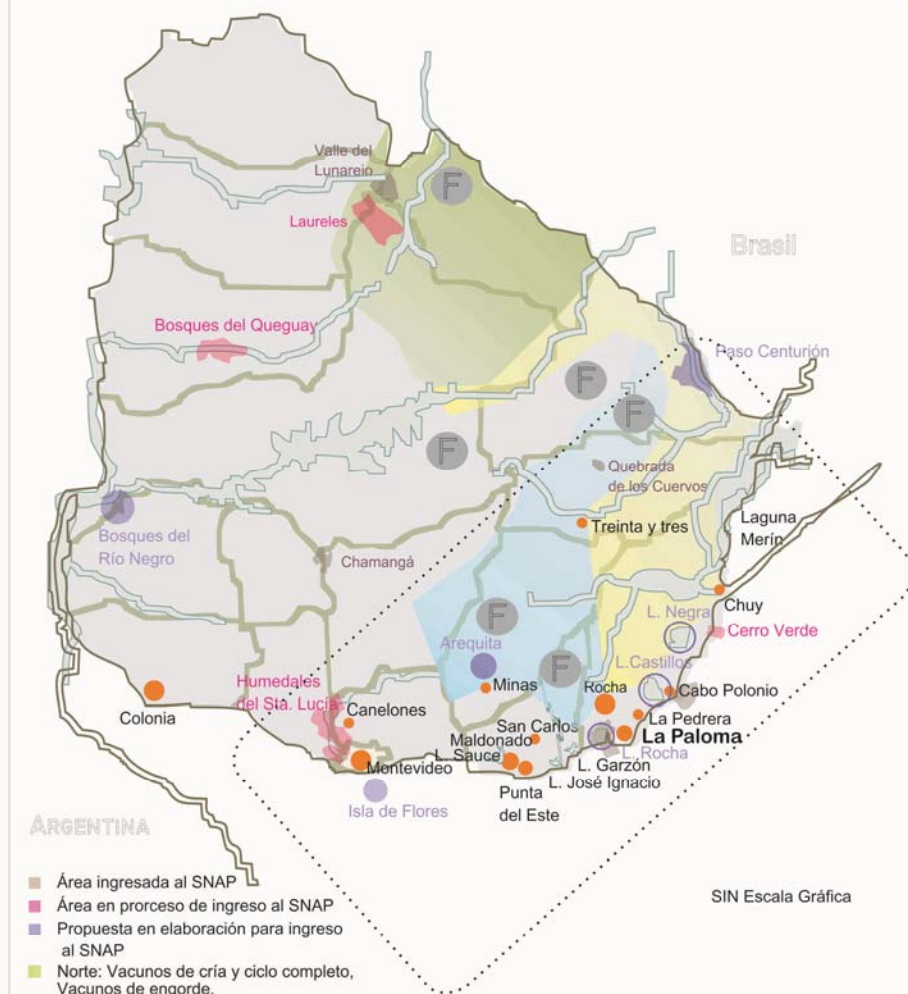 Valle del
Lunarejo
F
Laureles
Brasil
Bosques del Queguay
Paso Centurión
F
F
F
Quebrada
de los Cuervos
Bosques del
Río Negro
Treinta y tres
Laguna
Merín
Chamangá
Chuy
L. Negra
F
Cerro Verde
Arequita
F
L.Castillos
Minas
Rocha
Cabo Polonio
Humedales
del Sta. Lucía
Colonia
Canelones
San Carlos
La Pedrera
Maldonado
La Paloma
L. Sauce
L. Rocha
Montevideo
L. Garzón
L. José Ignacio
Punta
del Este
Isla de Flores
ARGENTINA
SIN Escala Gráfica
Área ingresada al SNAP
Área en prorceso de ingreso al SNAP
Propuesta en elaboración para ingreso
al SNAP
Norte: Vacunos de cría y ciclo completo,
Vacunos de engorde.